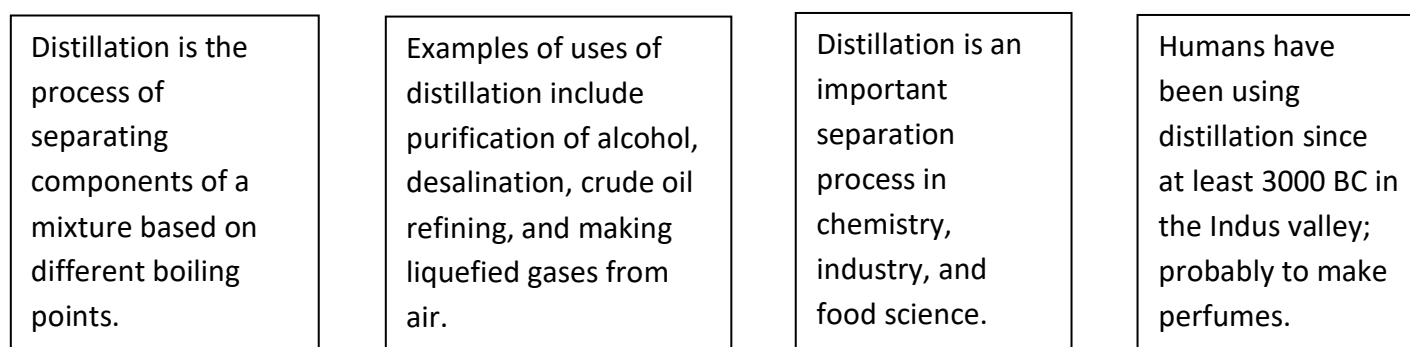 Distillation is the
process of
separating
components of a
mixture based on
different boiling
points.
Examples of uses of
distillation include
purification of alcohol,
desalination, crude oil
refining, and making
liquefied gases from
air.
Distillation is an
important
separation
process in
chemistry,
industry, and
food science.
Humans have
been using
distillation since
at least 3000 BC in
the Indus valley;
probably to make
perfumes.